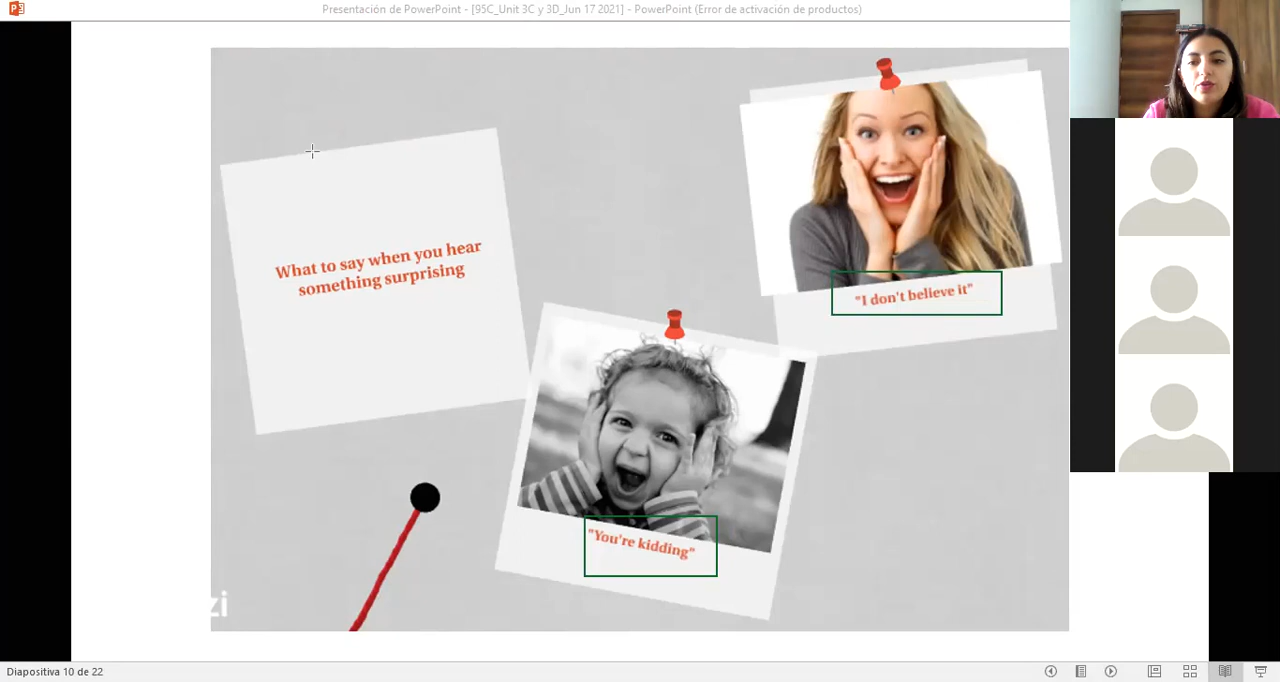 Presentación de PowerPoint - [95C_Unit 3C y 3D_Jun 17 2021] - PowerPoint (Error de activación de productos)
What to say when you hear
something surprising
"I don't believe it"
"You're kidding"
zi
Diapositiva 10 de 22